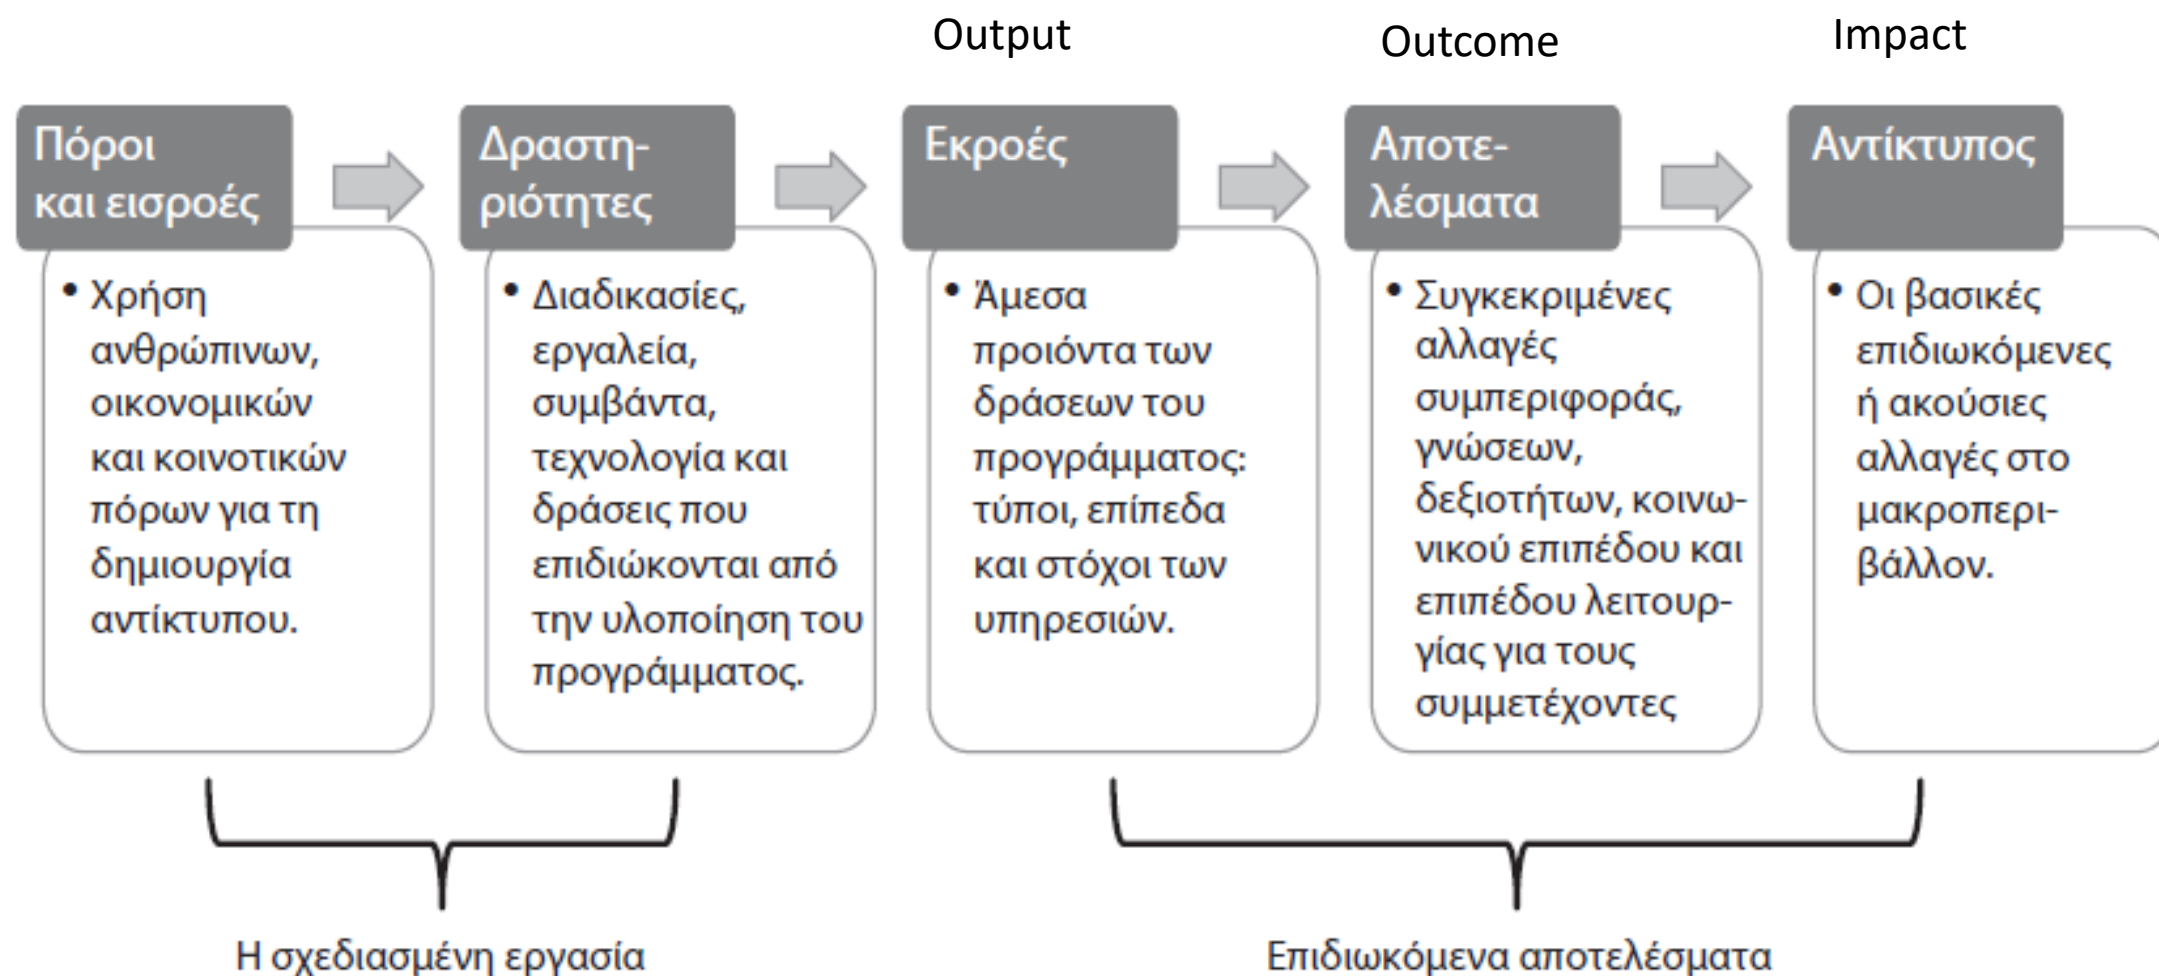 Output
Outcome
Impact
Πόροι
και εισροές
Δραστη-
ριότητες
Εκροές
Αποτε-
λέσματα
Αντίκτυπος
• Χρήση
ανθρώπινων,
οικονομικών
και κοινοτικών
πόρων για τη
δημιουργία
αντίκτυπου.
• Διαδικασίες,
εργαλεία,
συμβάντα,
τεχνολογία και
δράσεις που
επιδιώκονται από
την υλοποίηση του
προγράμματος.
• Άμεσα
προιόντα των
δράσεων του
προγράμματος:
τύποι, επίπεδα
και στόχοι των
υπηρεσιών.
• Συγκεκριμένες
αλλαγές
συμπεριφοράς,
γνώσεων,
δεξιοτήτων, κοινω-
νικού επιπέδου και
επιπέδου λειτουρ-
γίας για τους
συμμετέχοντες
• Οι βασικές
επιδιωκόμενες
ή ακούσιες
αλλαγές στο
μακροπερι-
βάλλον.
Η σχεδιασμένη εργασία
Επιδιωκόμενα αποτελέσματα